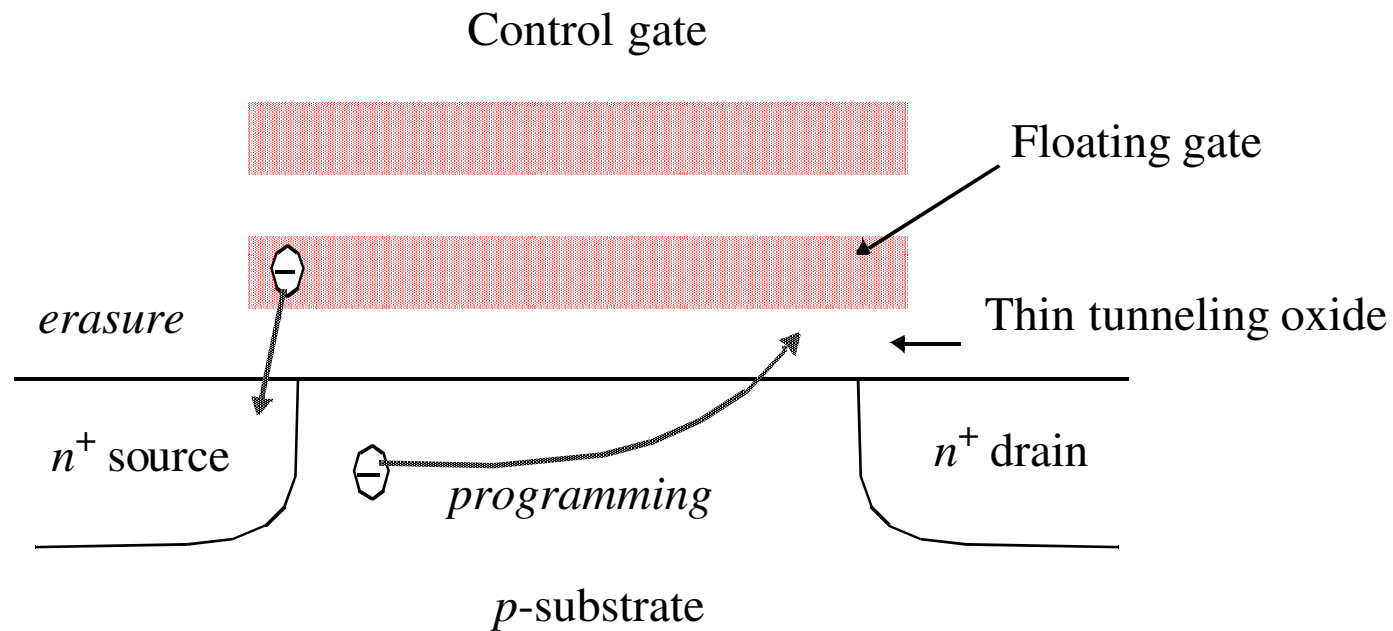 Control gate
Floating gate
erasure
Thin tunneling oxide
n+ source
n+ drain
programming
p-substrate